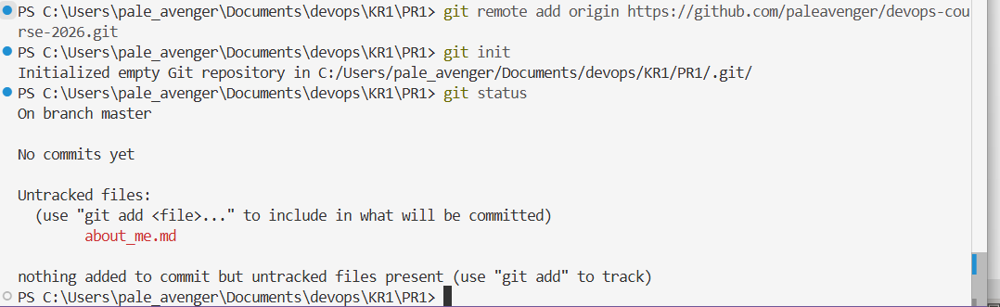 PS C:\Users\pale_avenger\Documents\devops\KR1\PR1> git remote add origin https://github.com/paleavenger/devops-cou
rse-2026.git
PS C:\Users\pale_avenger\Documents\devops\KR1\PR1> git init
Initialized empty Git repository in C:/Users/pale_avenger/Documents/devops/KR1/PR1/.git/
PS C:\Users\pale_avenger\Documents\devops\KR1\PR1> git status
On branch master
No commits yet
Untracked files:
(use "git add <file>..." to include in what will be committed)
about_me.md
nothing added to commit but untracked files present (use "git add" to track)
PS C:\Users\pale_avenger\Documents\devops\KR1\PR1>